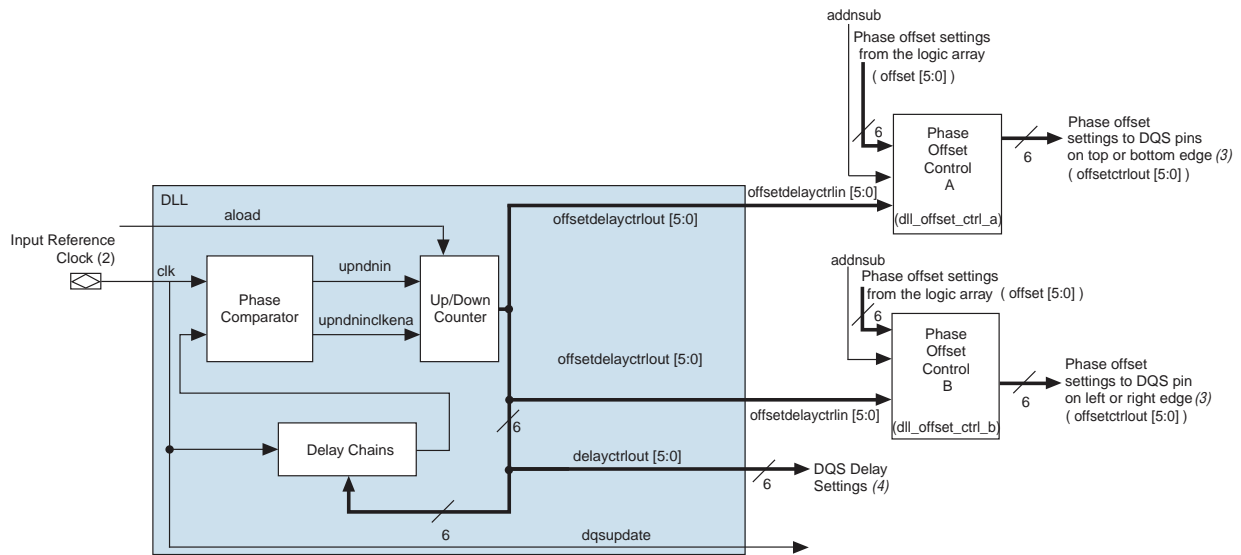 addnsub
Phase offset settings
from the logic array
( offset [5:0] )
6
Phase
Offset
Control
A
(dll_offset_ctrl_a)
6
Phase offset
settings to DQS pins
on top or bottom edge (3)
( offsetctrlout [5:0] )
DLL
aload
offsetdelayctrlout [5:0]
offsetdelayctrlin [5:0]
Input Reference
Clock (2)
clk
Phase
Comparator
upndnin
upndninclkena
Up/Down
Counter
addnsub
Phase offset settings
from the logic array ( offset [5:0] )
6
Phase
Offset
Control
B
(dll_offset_ctrl_b)
6
Phase offset
settings to DQS pin
on left or right edge (3)
( offsetctrlout [5:0] )
offsetdelayctrlout [5:0]
offsetdelayctrlin [5:0]
6
Delay Chains
delayctrlout [5:0]
6
DQS Delay
Settings (4)
6
dqsupdate